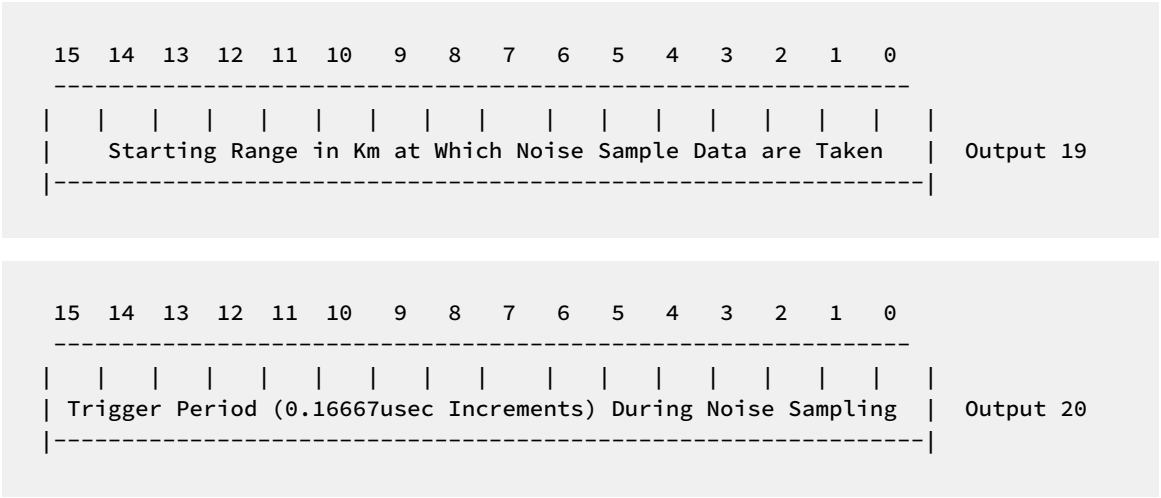 15 14 13 12 11 10 9 8 7 6 5 4 3 2 1 0
---------------------------------------------------------------
| | | | | | | | | | | | | | | | |
| Starting Range in Km at Which Noise Sample Data are Taken | Output 19
|----------------------------------------------------------------|
15 14 13 12 11 10 9 8 7 6 5 4 3 2 1 0
---------------------------------------------------------------
| | | | | | | | | | | | | | | | |
| Trigger Period (0.16667usec Increments) During Noise Sampling | Output 20
|----------------------------------------------------------------|